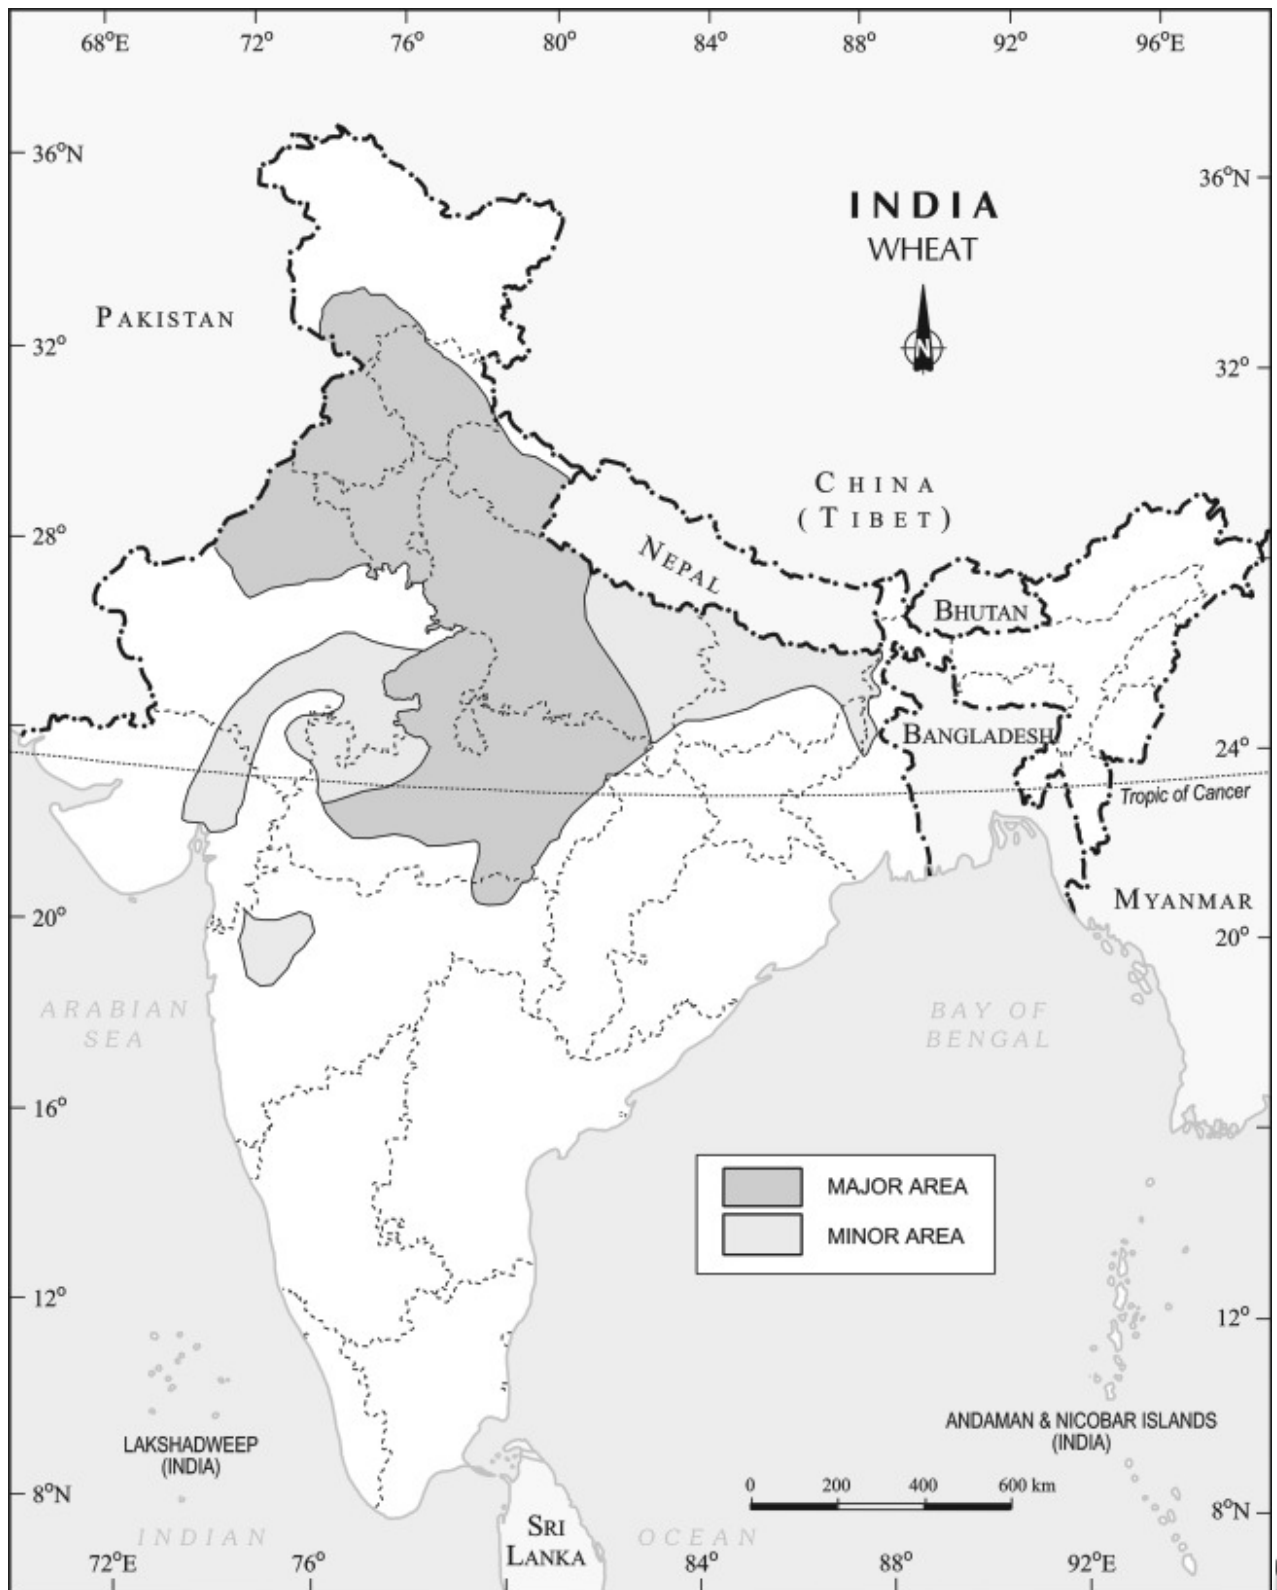 68°E 72° 76° 80° 84° 88° 92° 96°E
36°N
36°N
INDIA
WHEAT
N
PAKISTAN
32°
32°
CHINA
(TIBET)
28°
NEPAL
BHUTAN
BANGLADESH
24°
Tropic of Cancer
MYANMAR
20°
20°
ARABIAN
SEA
BAY OF
BENGAL
16°
MAJOR AREA
MINOR AREA
12°
12°
LAKSHADWEEP
(INDIA)
ANDAMAN & NICOBAR ISLANDS
(INDIA)
0 200 400 600 km
8°N
8°N
INDIAN
OCEAN
SRI
LANKA
72°E 76° 84° 88° 92°E